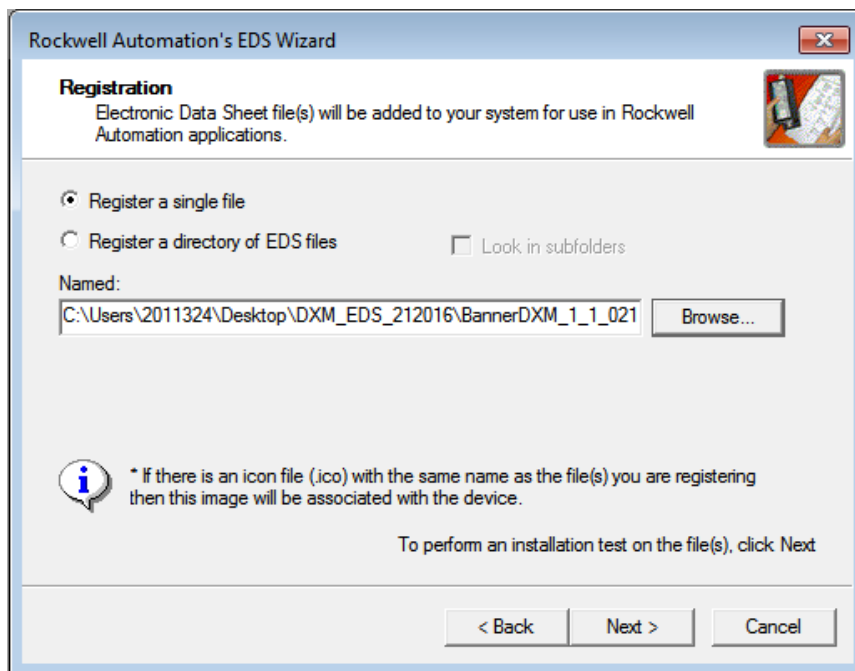 Rockwell Automation's EDS Wizard
Registration
Electronic Data Sheet file(s) will be added to your system for use in Rockwell
Automation applications.
Register a single file
Register a directory of EDS files
Look in subfolders
Named:
C:\Users\2011324\Desktop\DXM_EDS_212016\BannerDXM_1_1_021
Browse...
* If there is an icon file (.ico) with the same name as the file(s) you are registering
then this image will be associated with the device.
To perform an installation test on the file(s), click Next
< Back
Next >
Cancel